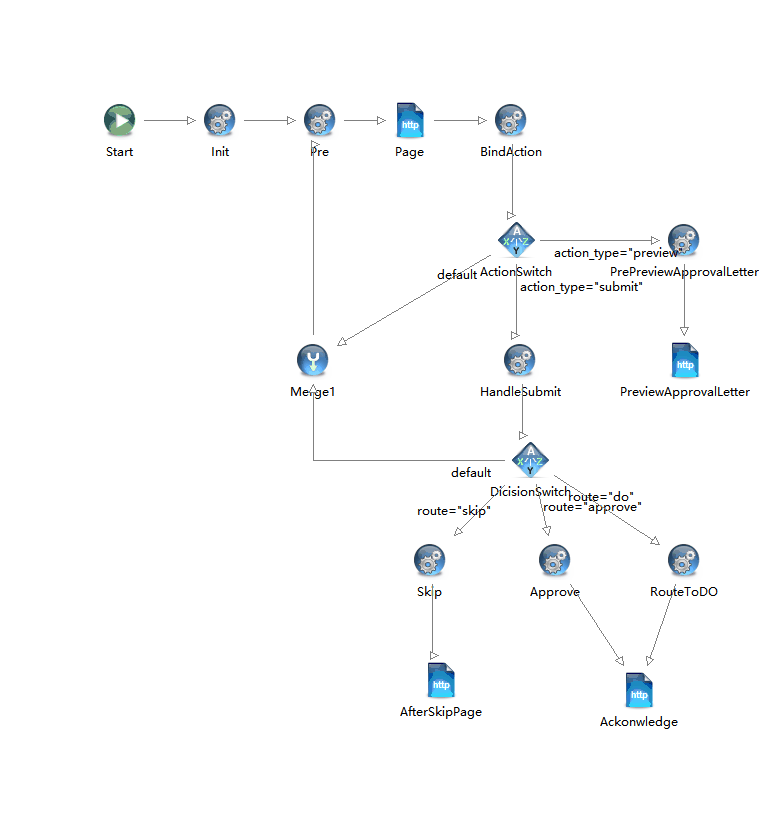 http
Start
Init
Pre
Page
BindAction
A
X Z
Y
action_type="preview"
default
ActionSwitch
PrePreviewApprovalLetter
action_type="submit"
http
Merge1
HandleSubmit
PreviewApprovalLetter
A
X Z
Y
default
DicisionSwitch
route="do"
route="skip"
route="approve"
Skip
Approve
RouteToDO
http
http
AfterSkipPage
Ackonwledge